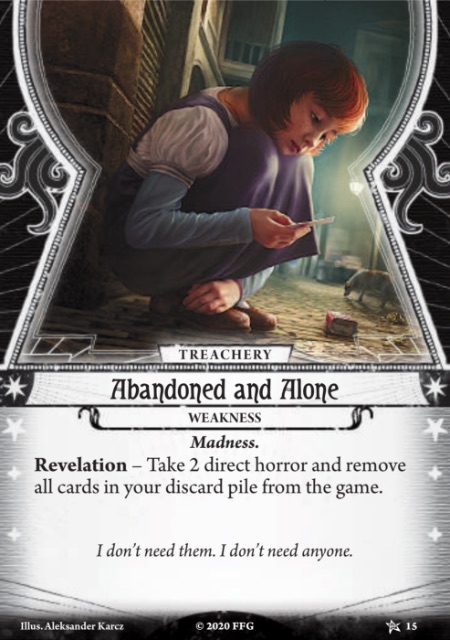 TREACHERY
Abandoned and Alone
WEAKNESS
Madness.
Revelation – Take 2 direct horror and remove
all cards in your discard pile from the game.
I don't need them. I don't need anyone.
Illus. Aleksander Karcz © 2020 FFG 15